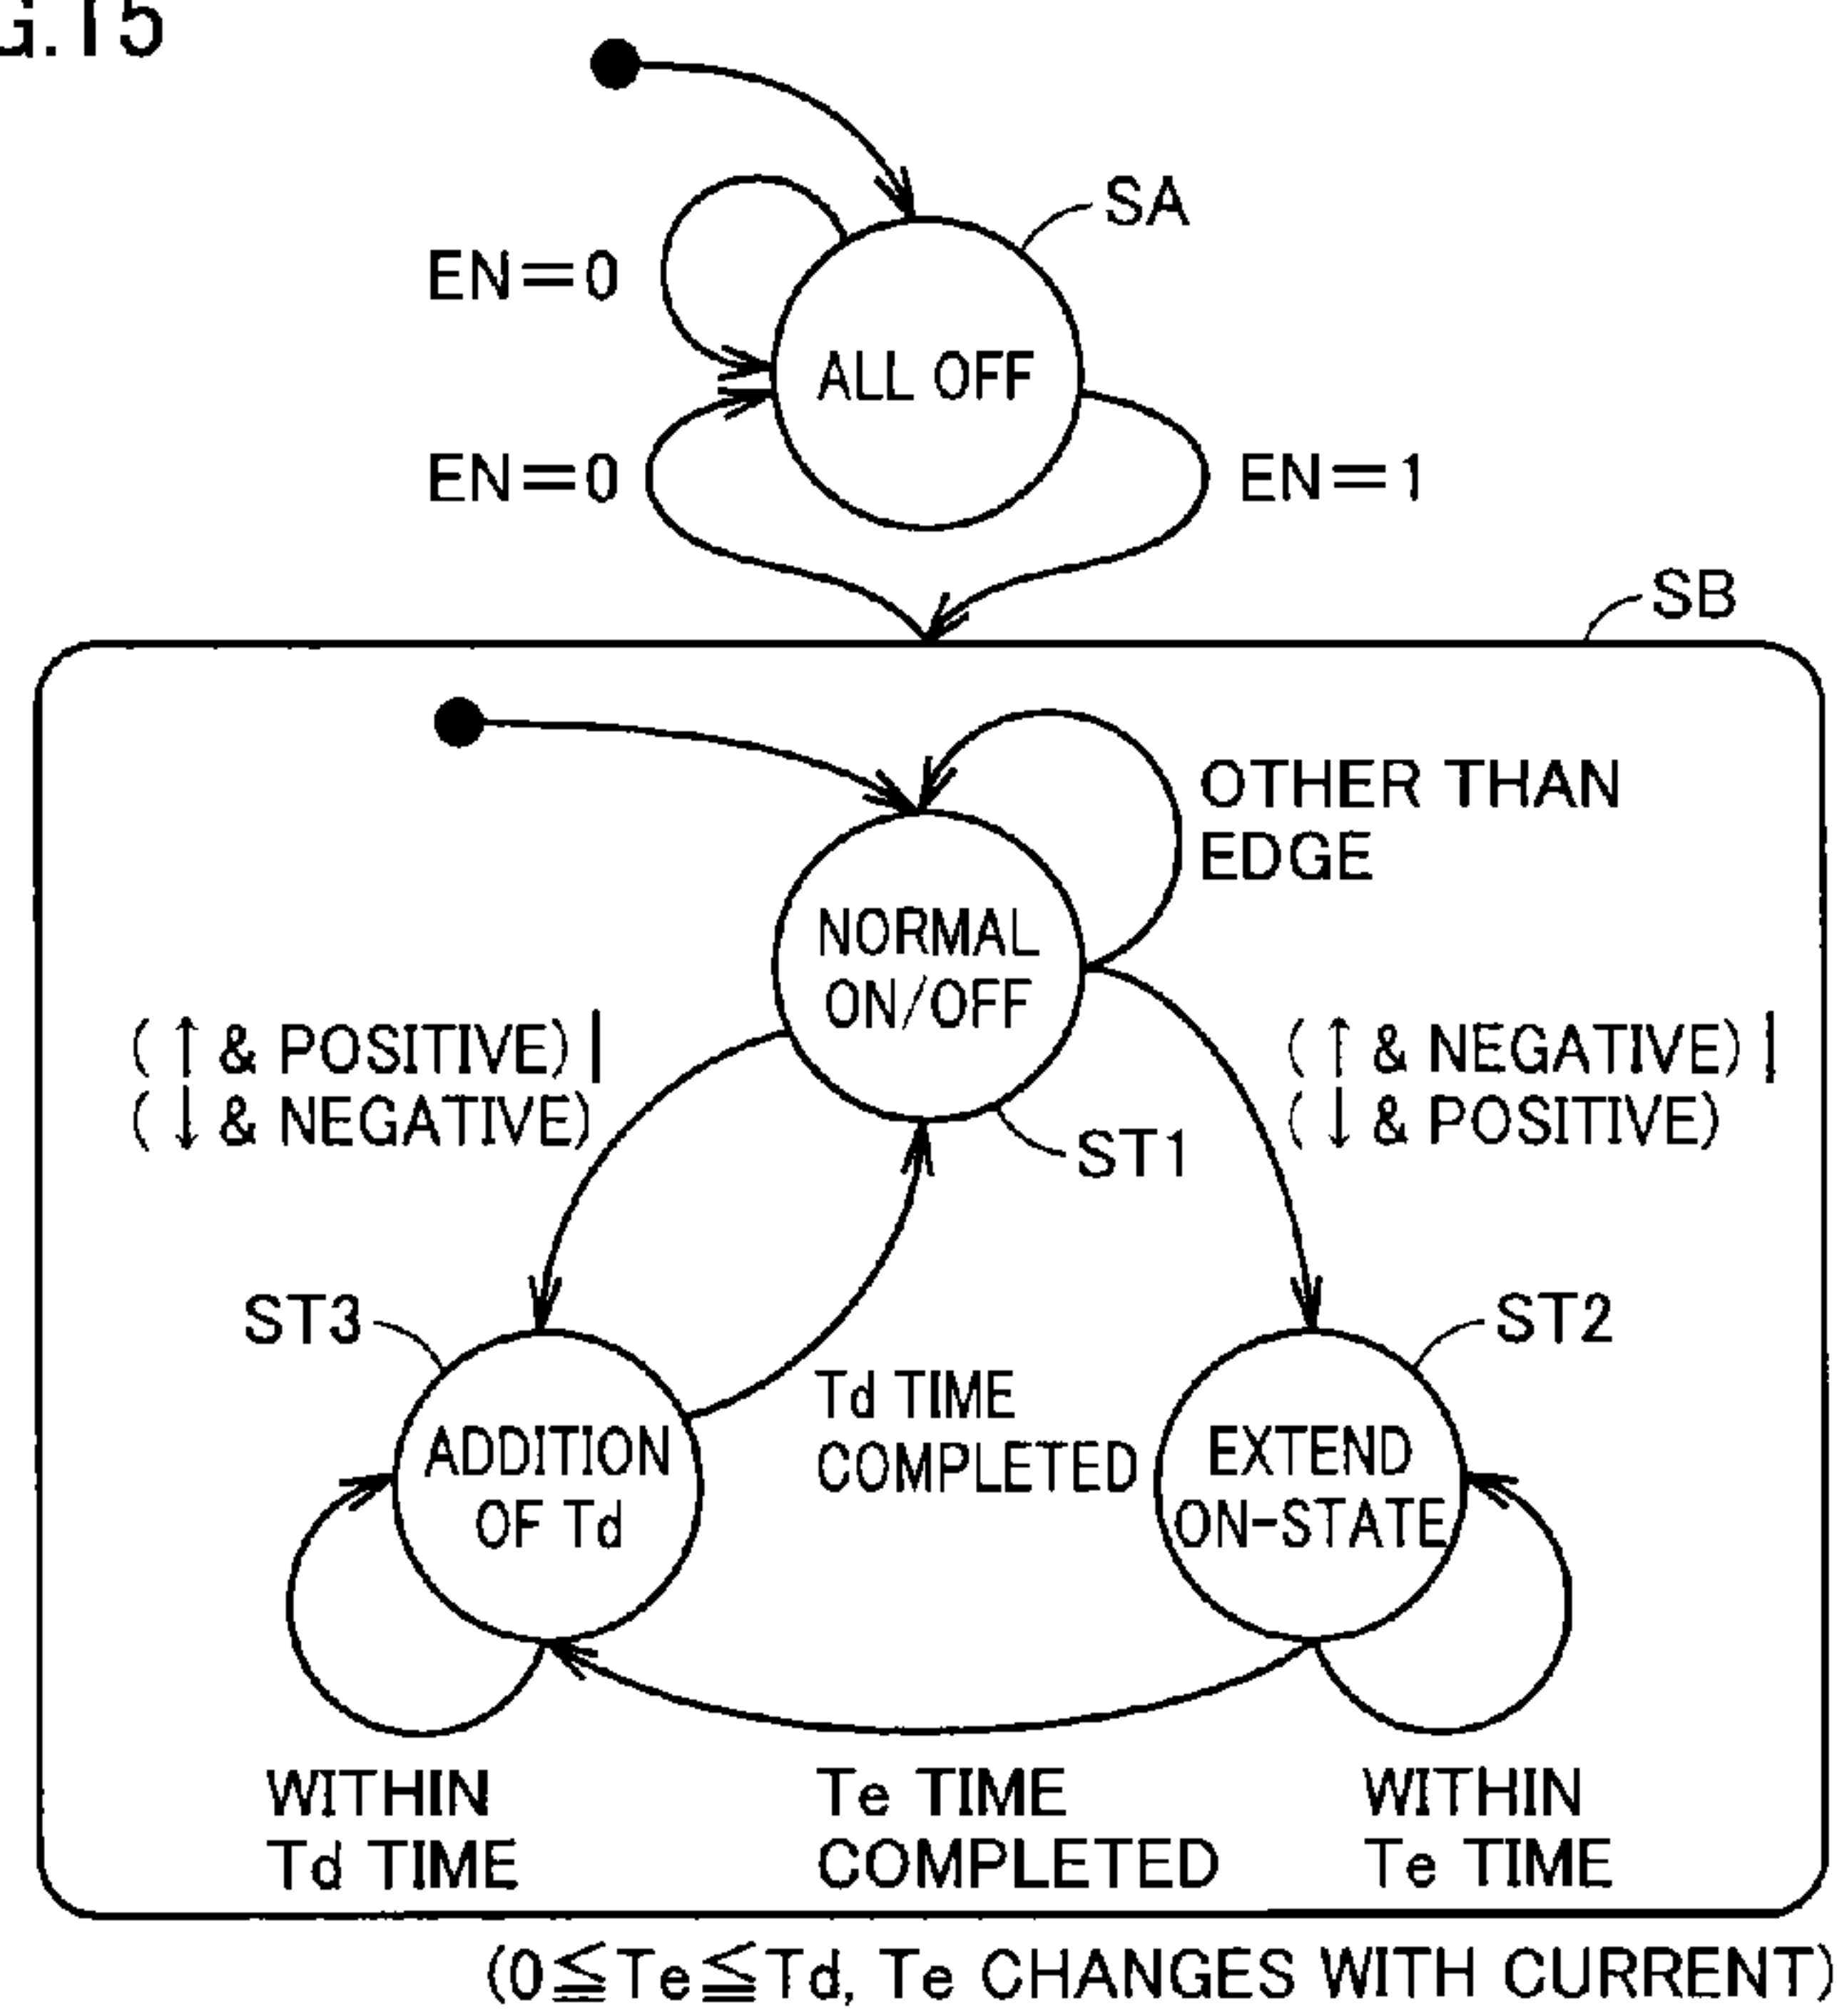 G.15
SA
EN=0
ALL OFF
EN=0
EN=1
SB
OTHER THAN
EDGE
NORMAL
ON/OFF
(↑ & POSITIVE)|
(↓ & NEGATIVE)
(↑ & NEGATIVE)|
(↓ & POSITIVE)
ST1
ST3
ST2
Td TIME
COMPLETED
ADDITION
OF Td
EXTEND
ON-STATE
WITHIN
Td TIME
Te TIME
COMPLETED
WITHIN
Te TIME
(0≦Te≦Td, Te CHANGES WITH CURRENT)